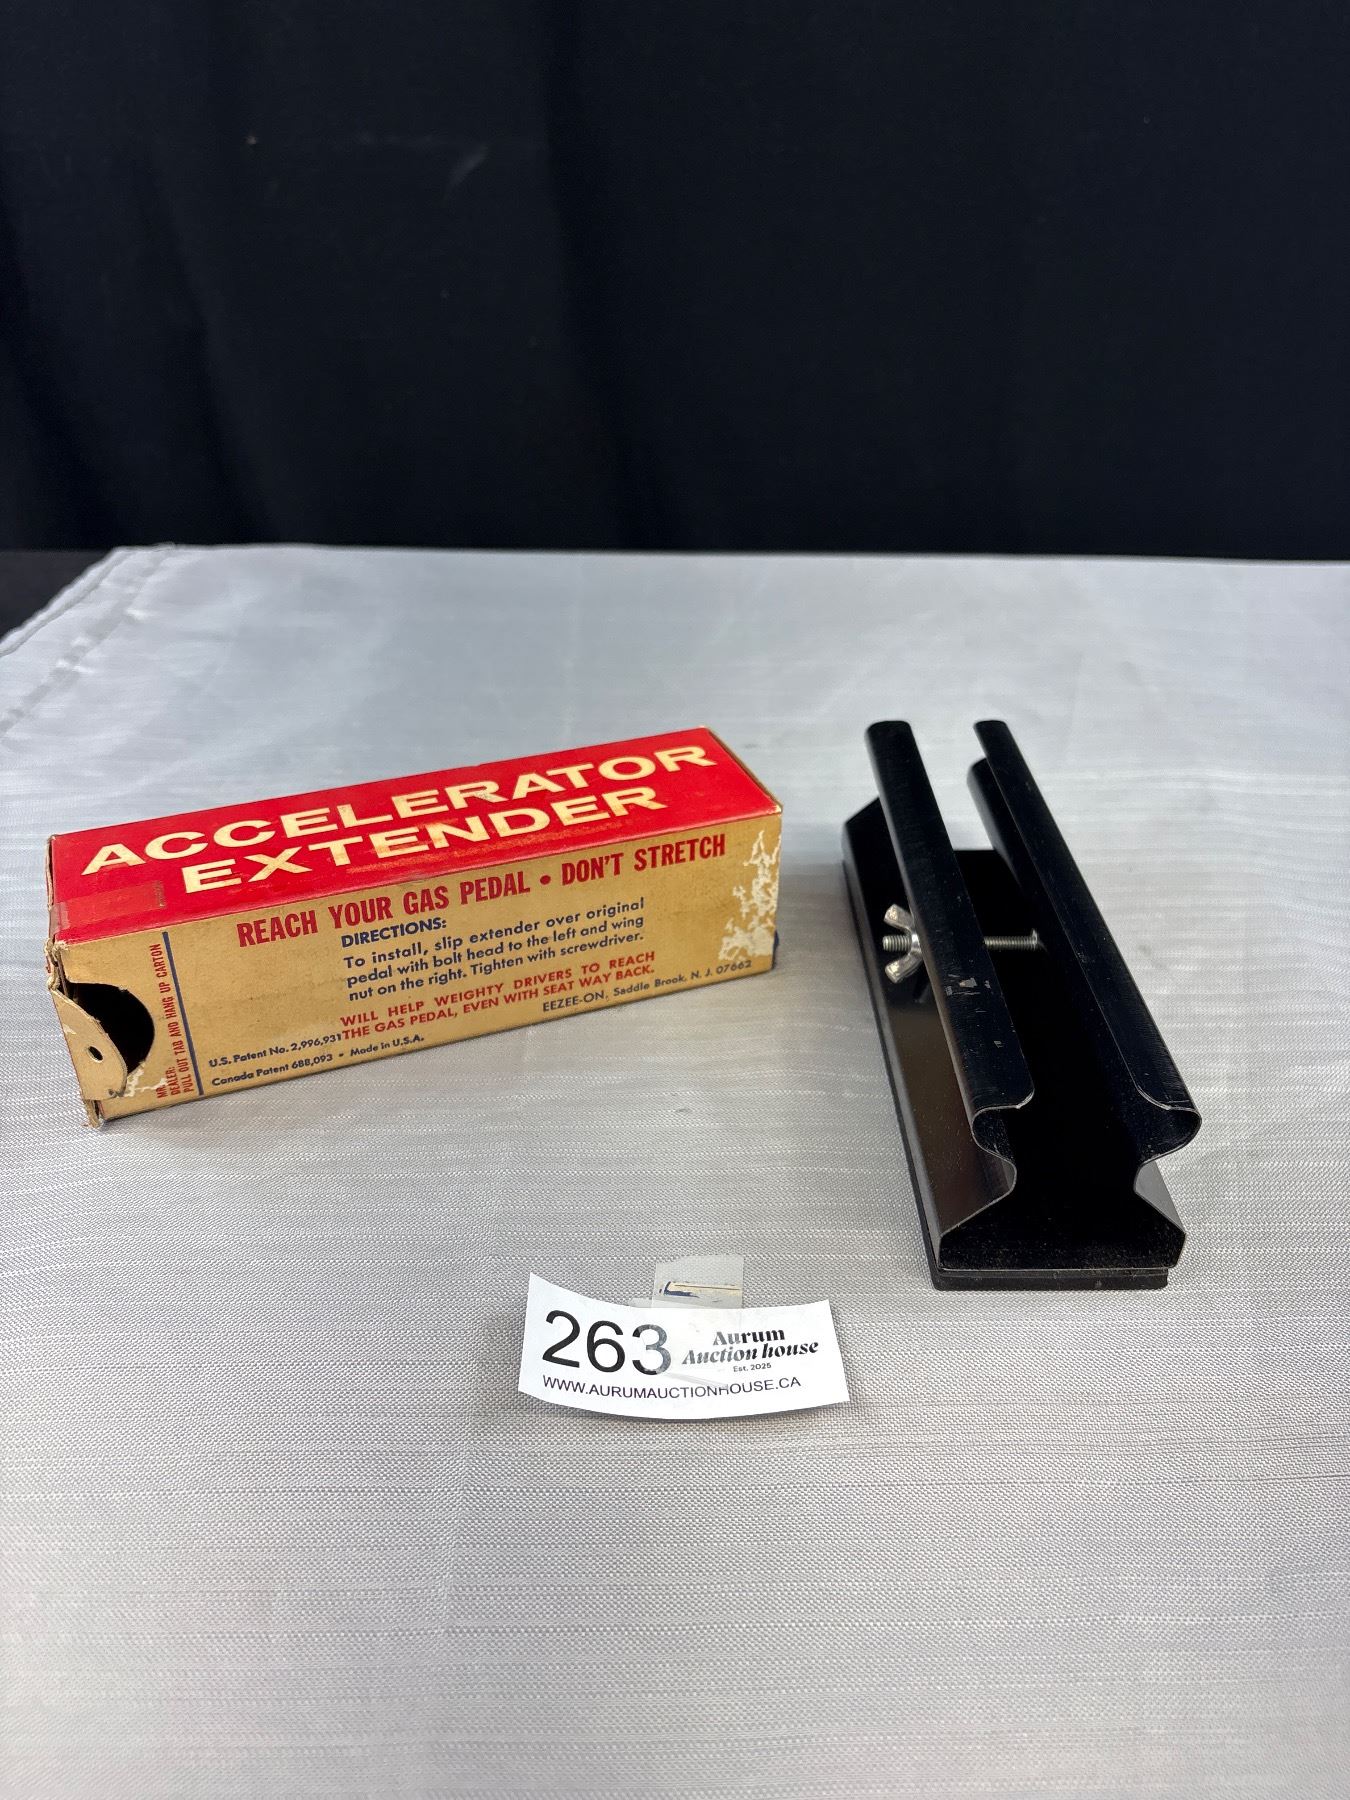 ACCELERATOR
EXTENDER
REACH YOUR GAS PEDAL • DON'T STRETCH
DIRECTIONS:
To install, slip extender over original
pedal with bolt head to the left and wing
nut on the right. Tighten with screwdriver.
WILL HELP WEIGHTY DRIVERS TO REACH
THE GAS PEDAL, EVEN WITH SEAT WAY BACK.
EEZEE-ON, Saddle Brook, N. J. 07662
U.S. Patent No. 2,996,931
Canada Patent 688,093 • Made in U.S.A.
MR.
DEALER:
PULL OUT TAB AND HANG UP CARTON
263
Aurum
Auction house
Est. 2025
WWW.AURUMAUCTIONHOUSE.CA